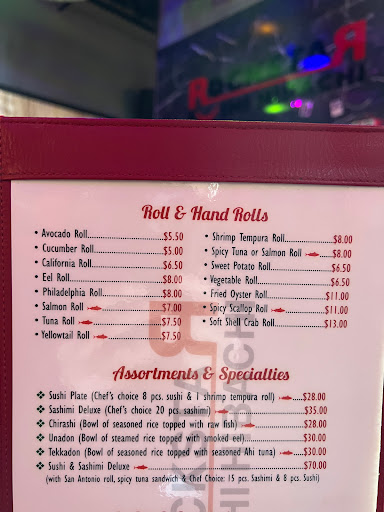 Roll & Hand Rolls
• Avocado Roll..............................$5.50
• Cucumber Roll..........................$5.00
• California Roll...........................$6.50
• Eel Roll.....................................$8.00
• Philadelphia Roll.......................$8.00
• Salmon Roll ................$7.00
• Tuna Roll ....................$7.50
• Yellowtail Roll .............$7.50
• Shrimp Tempura Roll.................$8.00
• Spicy Tuna or Salmon Roll .....$8.00
• Sweet Potato Roll......................$6.50
• Vegetable Roll...........................$6.50
• Fried Oyster Roll.......................$11.00
• Spicy Scallop Roll ..............$11.00
• Soft Shell Crab Roll...................$13.00
Assortments & Specialties
❖ Sushi Plate (Chef's choice 8 pcs. sushi & 1 shrimp tempura roll) ....$28.00
❖ Sashimi Deluxe (Chef's choice 20 pcs. sashimi) ......................$35.00
❖ Chirashi (Bowl of seasoned rice topped with raw fish) .................$28.00
❖ Unadon (Bowl of steamed rice topped with smoked eel)...................$30.00
❖ Tekkadon (Bowl of seasoned rice topped with seasoned Ahi tuna) ....$30.00
❖ Sushi & Sashimi Deluxe ..............................................$70.00
(with San Antonio roll, spicy tuna sandwich & Chef Choice: 15 pcs. Sashimi & 8 pcs. Sushi)